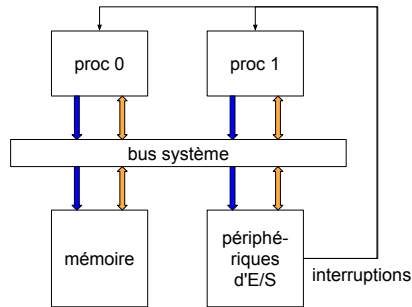 proc 0
proc 1
bus système
mémoire
périphé-
riques
d'E/S
interruptions